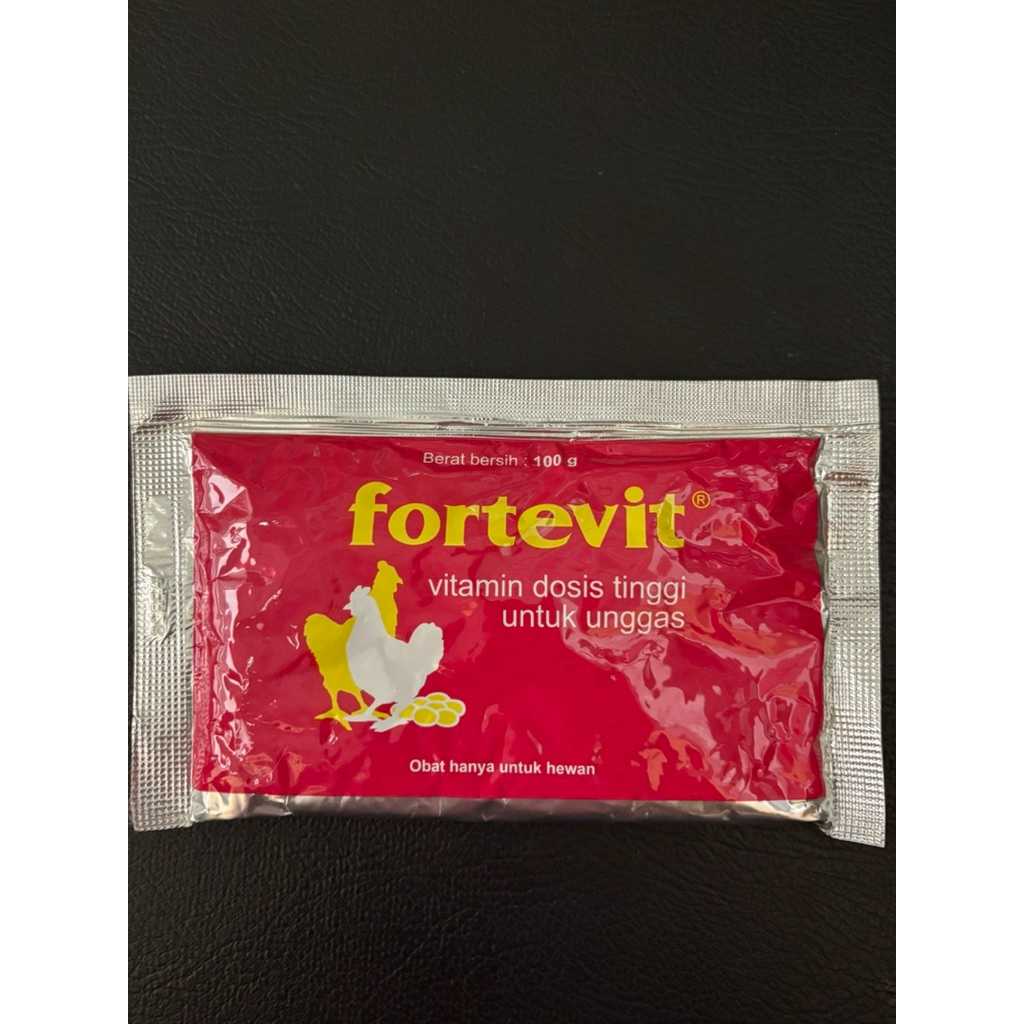 Berat bersih : 100 g
fortevit®
vitamin dosis tinggi
untuk unggas
Obat hanya untuk hewan